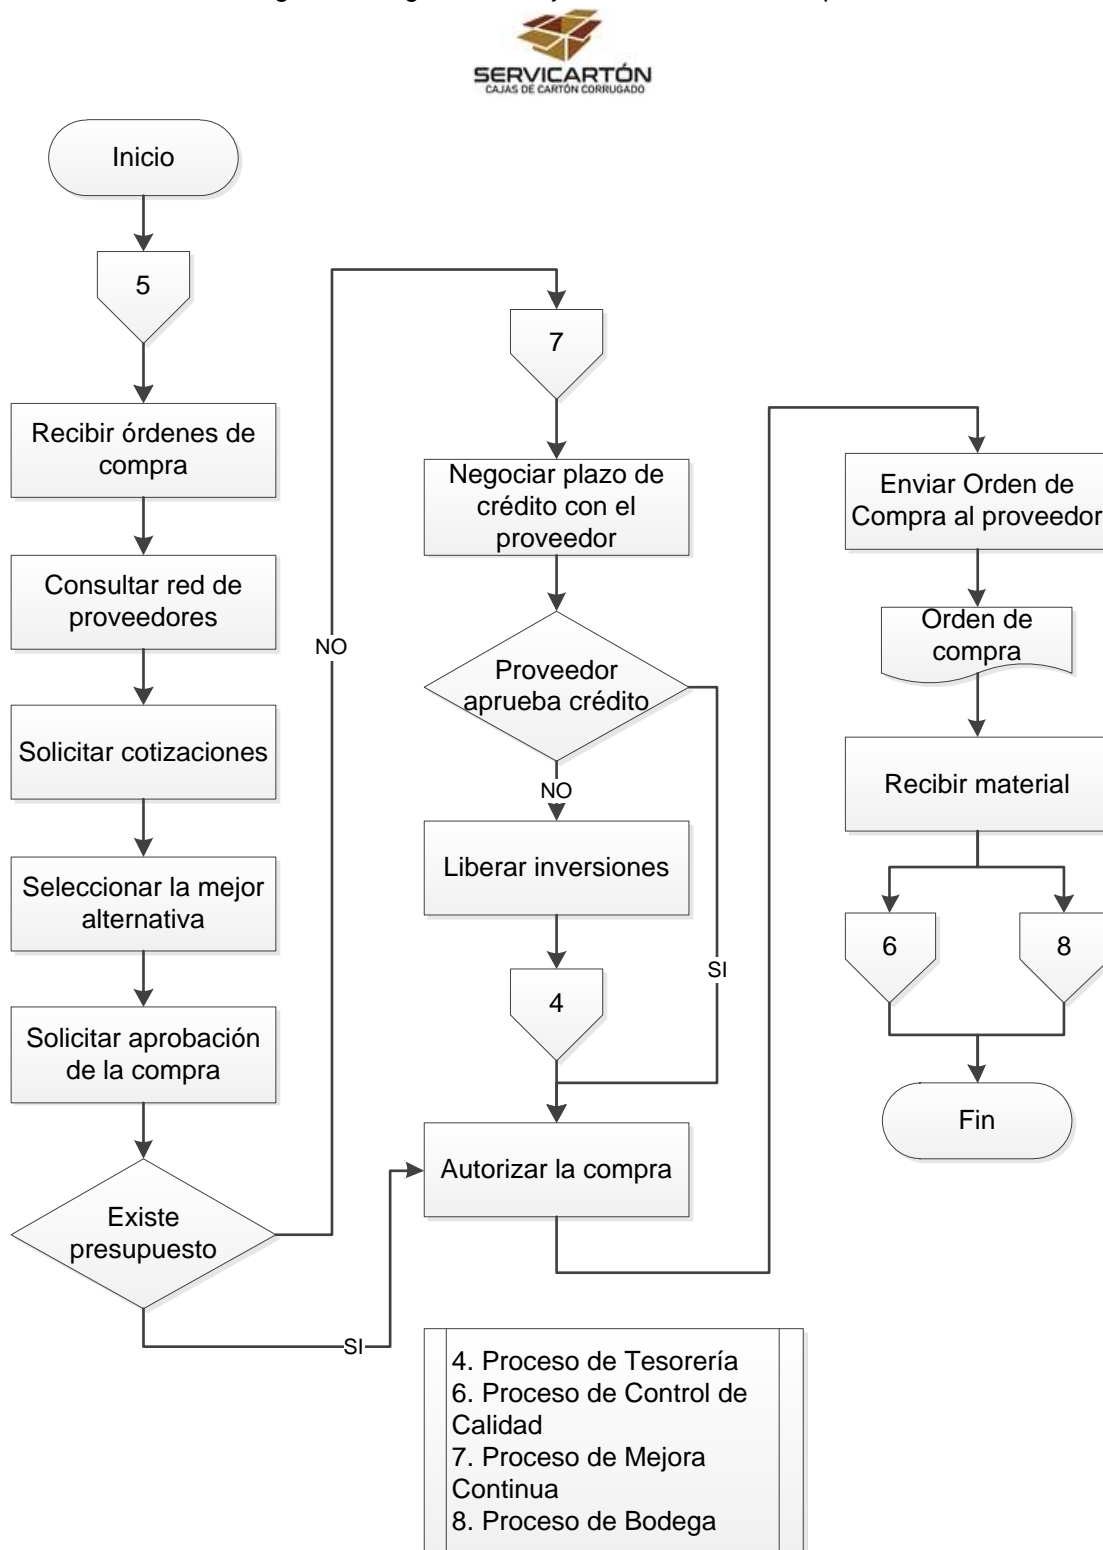 SERVICARTÓN
CAJAS DE CARTÓN CORRUGADO
Inicio
5
Recibir órdenes de
compra
Consultar red de
proveedores
Solicitar cotizaciones
Seleccionar la mejor
alternativa
Solicitar aprobación
de la compra
Existe
presupuesto
NO
SI
7
Negociar plazo de
crédito con el
proveedor
Proveedor
aprueba crédito
NO
SI
Liberar inversiones
4
Autorizar la compra
Enviar Orden de
Compra al proveedor
Orden de
compra
Recibir material
6
8
Fin
4. Proceso de Tesorería
6. Proceso de Control de
Calidad
7. Proceso de Mejora
Continua
8. Proceso de Bodega